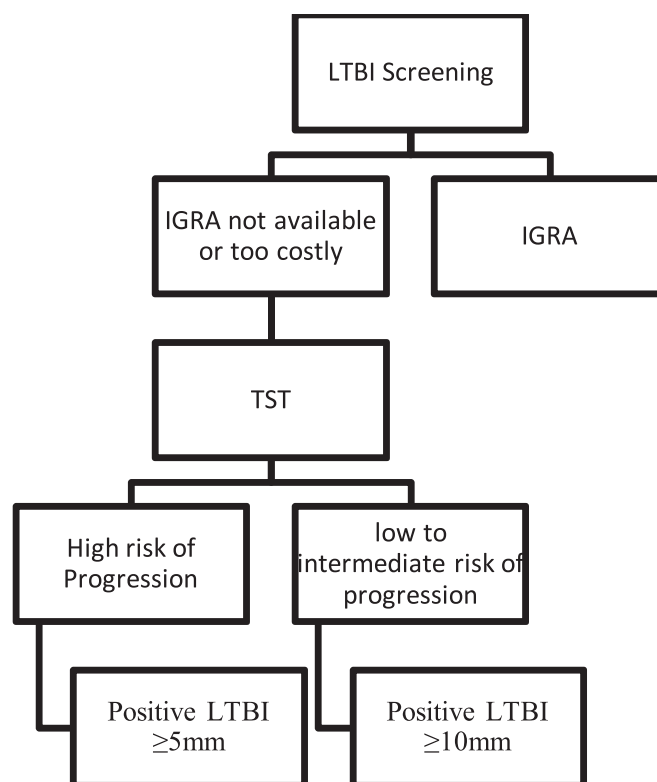 LTBI Screening
IGRA not available
or too costly
IGRA
TST
High risk of
Progression
low to
intermediate risk of
progression
Positive LTBI
≥5mm
Positive LTBI
≥10mm